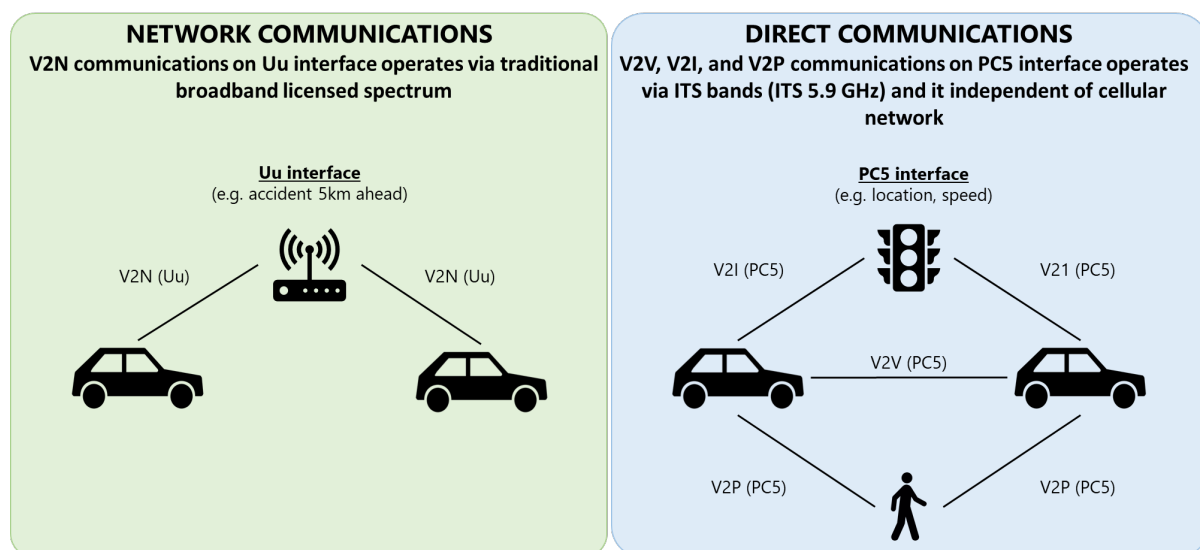 NETWORK COMMUNICATIONS
V2N communications on Uu interface operates via traditional
broadband licensed spectrum
Uu interface
(e.g. accident 5km ahead)
V2N (Uu)
V2N (Uu)
DIRECT COMMUNICATIONS
V2V, V2I, and V2P communications on PC5 interface operates
via ITS bands (ITS 5.9 GHz) and it independent of cellular
network
PC5 interface
(e.g. location, speed)
V2I (PC5)
V21 (PC5)
V2V (PC5)
V2P (PC5)
V2P (PC5)